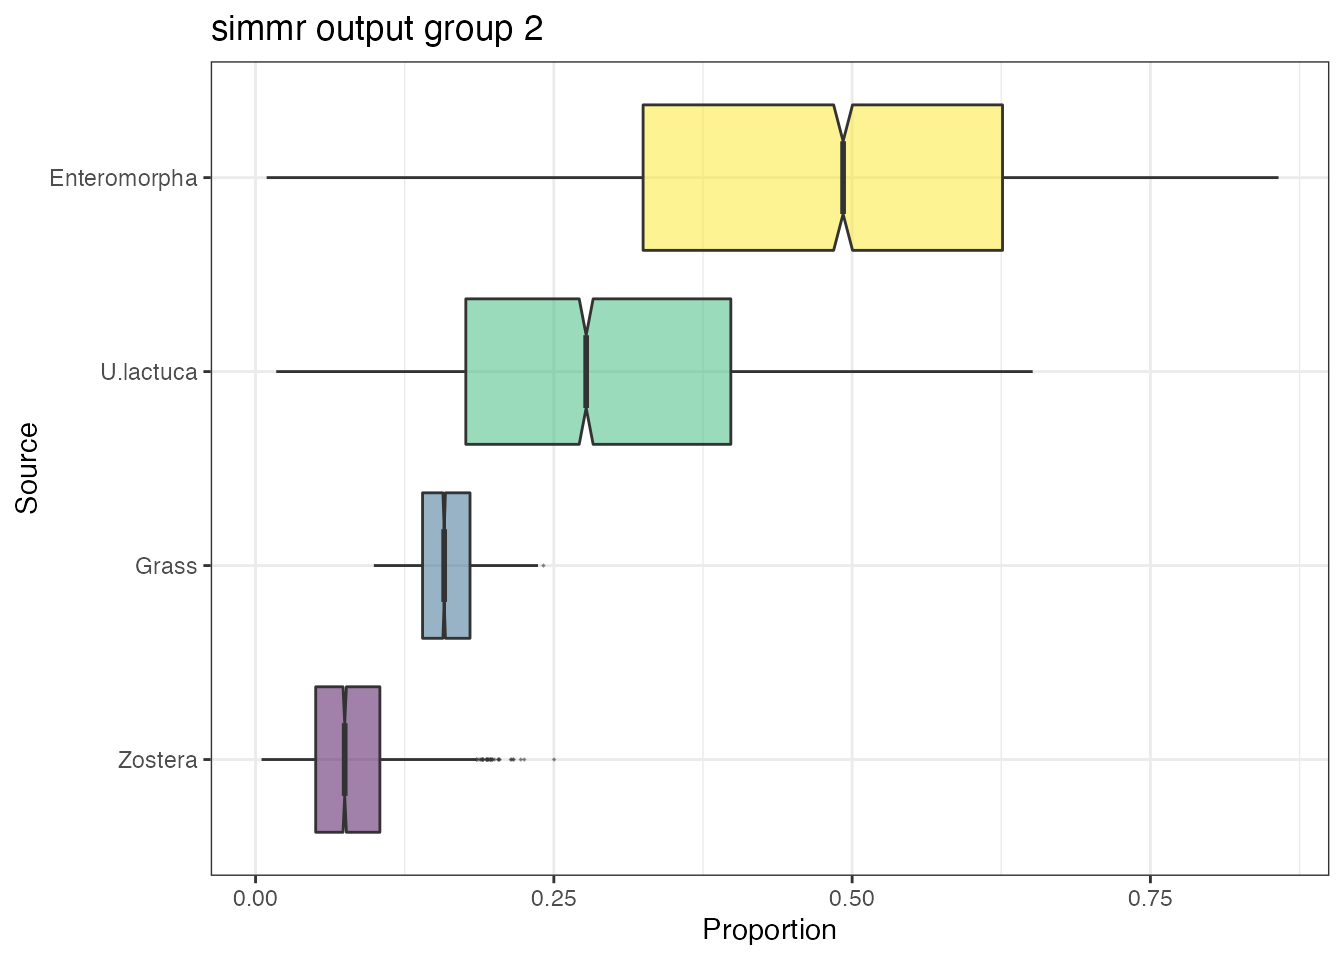 simmr output group 2
Source
Enteromorpha
U.lactuca
Grass
Zostera
0.00 0.25 0.50 0.75
Proportion